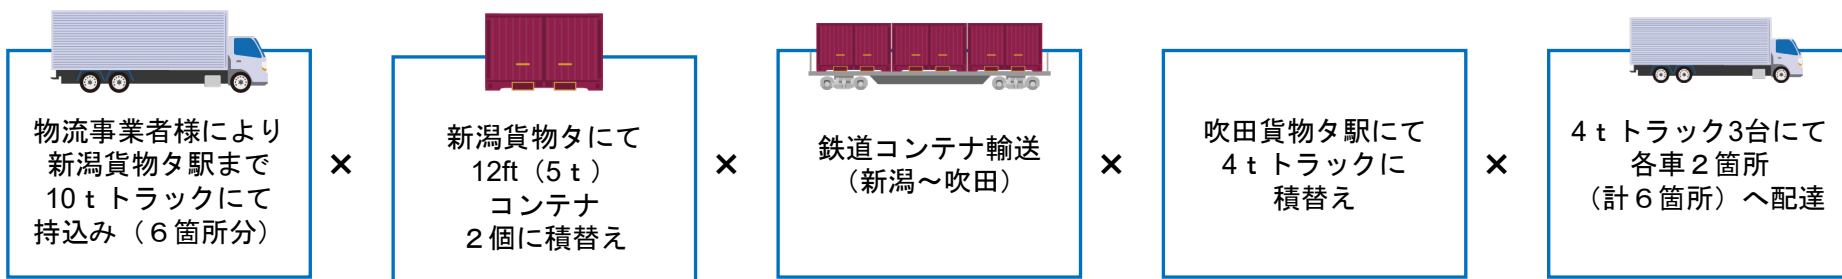 物流事業者様により
新潟貨物タ駅まで
10ｔトラックにて
持込み（６箇所分）
×
新潟貨物タにて
12ft（5ｔ）
コンテナ
２個に積替え
×
鉄道コンテナ輸送
（新潟〜吹田）
×
吹田貨物タ駅にて
4ｔトラックに
積替え
×
4ｔトラック3台にて
各車２箇所
（計６箇所）へ配達